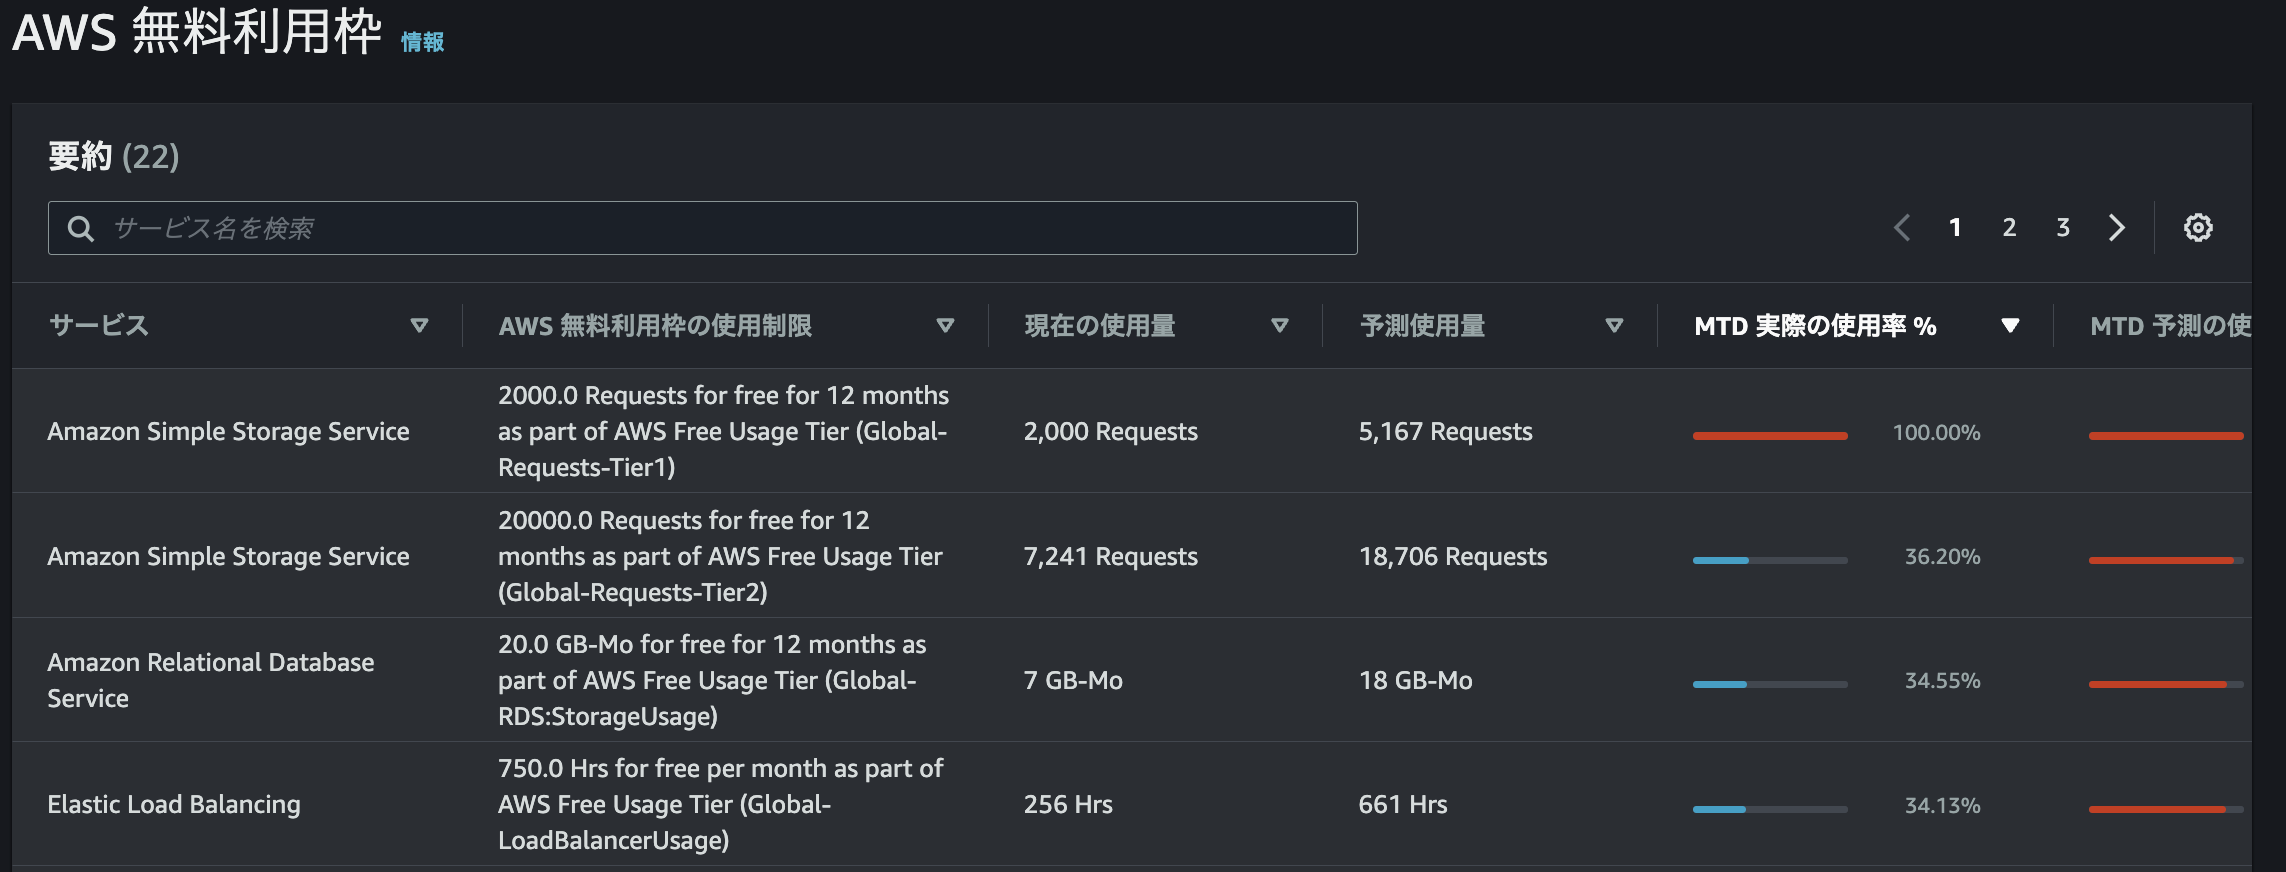 AWS 無料利用枠 情報
要約 (22)
サービス名を検索
1 2 3
サービス AWS 無料利用枠の使用制限 現在の使用量 予測使用量 MTD 実際の使用率 % MTD 予測の使
2000.0 Requests for free for 12 months
Amazon Simple Storage Service as part of AWS Free Usage Tier (Global- 2,000 Requests 5,167 Requests 100.00%
Requests-Tier1)
20000.0 Requests for free for 12
Amazon Simple Storage Service months as part of AWS Free Usage Tier 7,241 Requests 18,706 Requests 36.20%
(Global-Requests-Tier2)
20.0 GB-Mo for free for 12 months as
Amazon Relational Database part of AWS Free Usage Tier (Global- 7 GB-Mo 18 GB-Mo 34.55%
Service RDS:StorageUsage)
750.0 Hrs for free per month as part of
Elastic Load Balancing AWS Free Usage Tier (Global- 256 Hrs 661 Hrs 34.13%
LoadBalancerUsage)